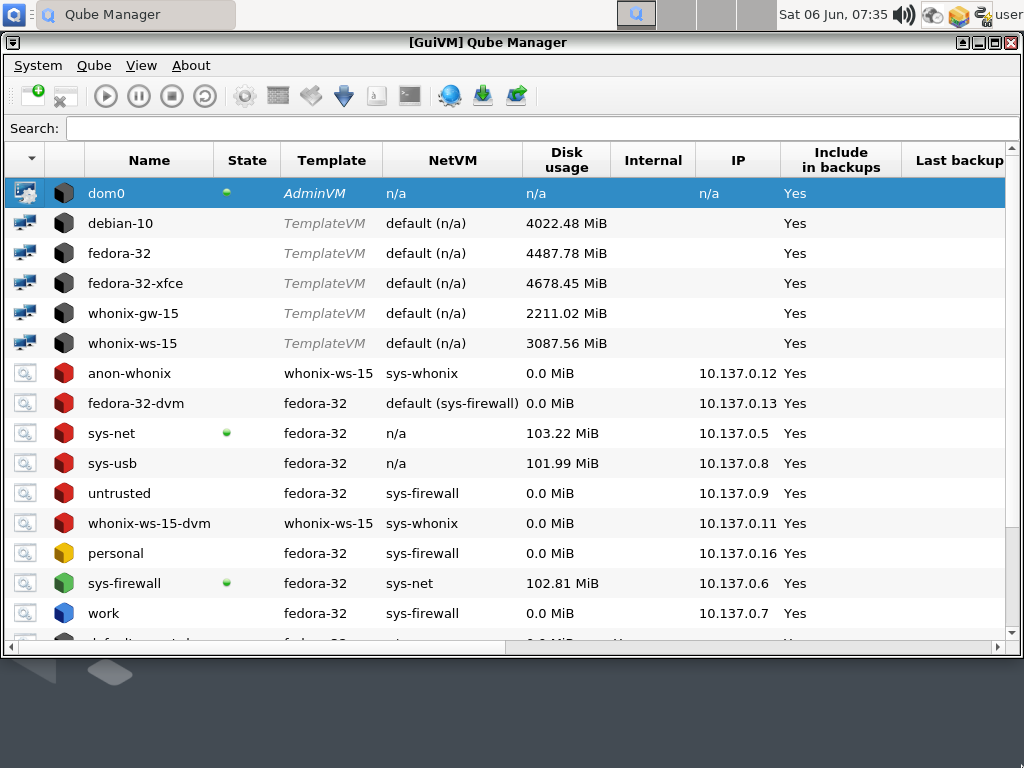 Qube Manager
Sat 06 Jun, 07:35
user
[GuiVM] Qube Manager
System Qube View About
Search:
Name State Template NetVM Disk usage Internal IP Include in backups Last backup
dom0 AdminVM n/a n/a n/a Yes
debian-10 TemplateVM default (n/a) 4022.48 MiB Yes
fedora-32 TemplateVM default (n/a) 4487.78 MiB Yes
fedora-32-xfce TemplateVM default (n/a) 4678.45 MiB Yes
whonix-gw-15 TemplateVM default (n/a) 2211.02 MiB Yes
whonix-ws-15 TemplateVM default (n/a) 3087.56 MiB Yes
anon-whonix whonix-ws-15 sys-whonix 0.0 MiB 10.137.0.12 Yes
fedora-32-dvm fedora-32 default (sys-firewall) 0.0 MiB 10.137.0.13 Yes
sys-net fedora-32 n/a 103.22 MiB 10.137.0.5 Yes
sys-usb fedora-32 n/a 101.99 MiB 10.137.0.8 Yes
untrusted fedora-32 sys-firewall 0.0 MiB 10.137.0.9 Yes
whonix-ws-15-dvm whonix-ws-15 sys-whonix 0.0 MiB 10.137.0.11 Yes
personal fedora-32 sys-firewall 0.0 MiB 10.137.0.16 Yes
sys-firewall fedora-32 sys-net 102.81 MiB 10.137.0.6 Yes
work fedora-32 sys-firewall 0.0 MiB 10.137.0.7 Yes